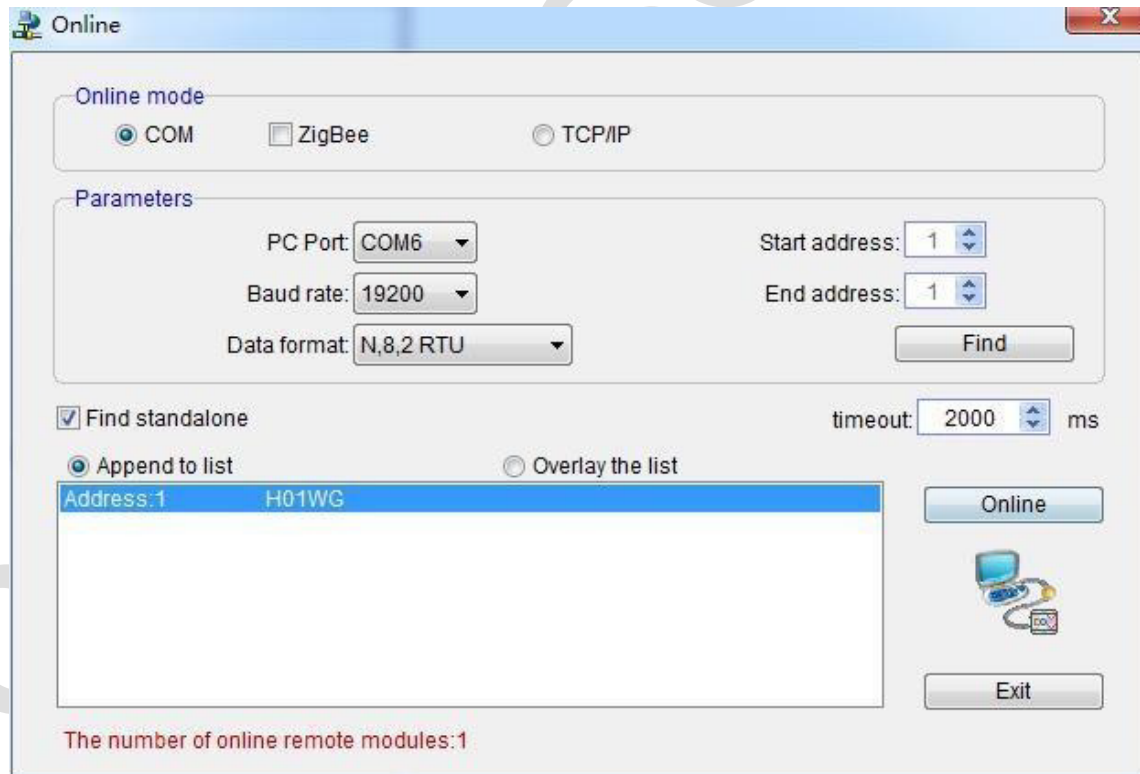 Online
Online mode
COM ZigBee TCP/IP
Parameters
PC Port: COM6 Start address: 1
Baud rate: 19200 End address: 1
Data format: N,8,2 RTU Find
Find standalone timeout: 2000 ms
Append to list Overlay the list
Address:1 H01WG
Online
Exit
The number of online remote modules:1